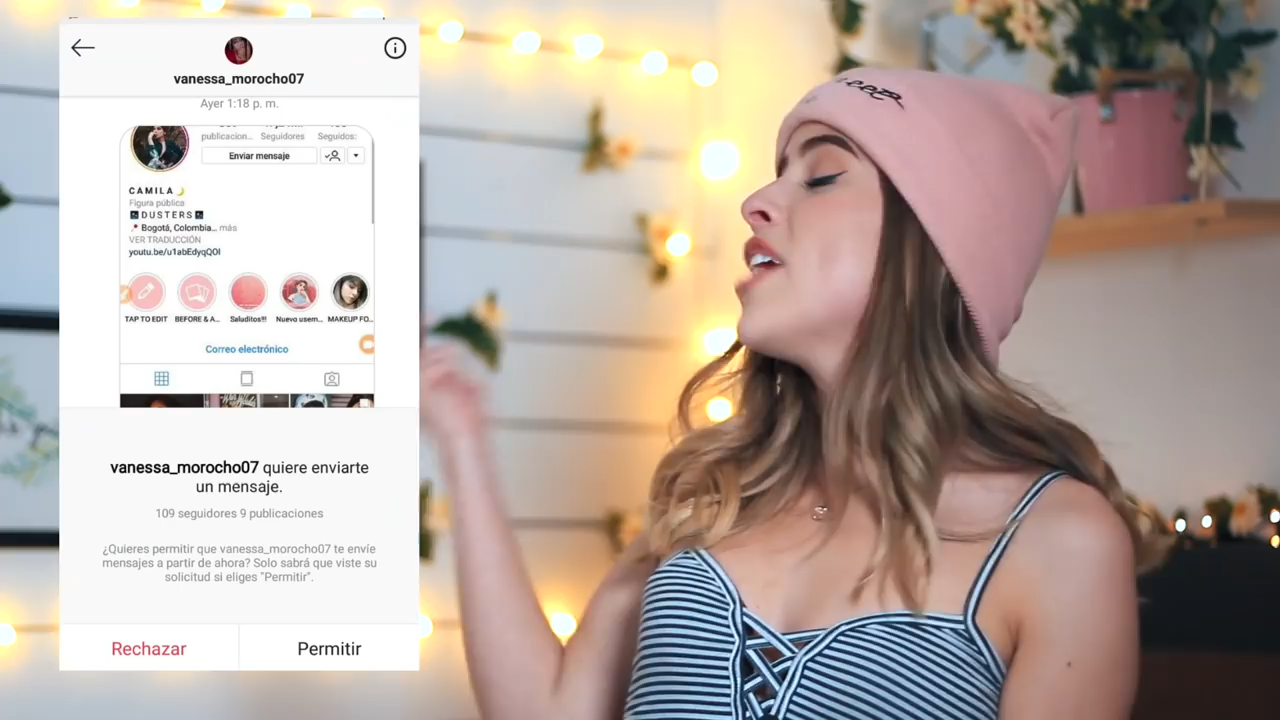 vanessa_morocho07
Ayer 1:18 p. m.
publicacion... Seguidores Seguidos:
Enviar mensaje
CAMILA🌙
Figura pública
DUSTERS
📍 Bogotá, Colombia... más
VER TRADUCCIÓN
youtu.be/u1abEdyqQOI
TAP TO EDIT BEFORE & A... Saluditos!!! Nuevo usern... MAKEUP FO...
Correo electrónico
vanessa_morocho07 quiere enviarte
un mensaje.
109 seguidores 9 publicaciones
¿Quieres permitir que vanessa_morocho07 te envíe
mensajes a partir de ahora? Solo sabrá que viste su
solicitud si eliges "Permitir".
Rechazar Permitir